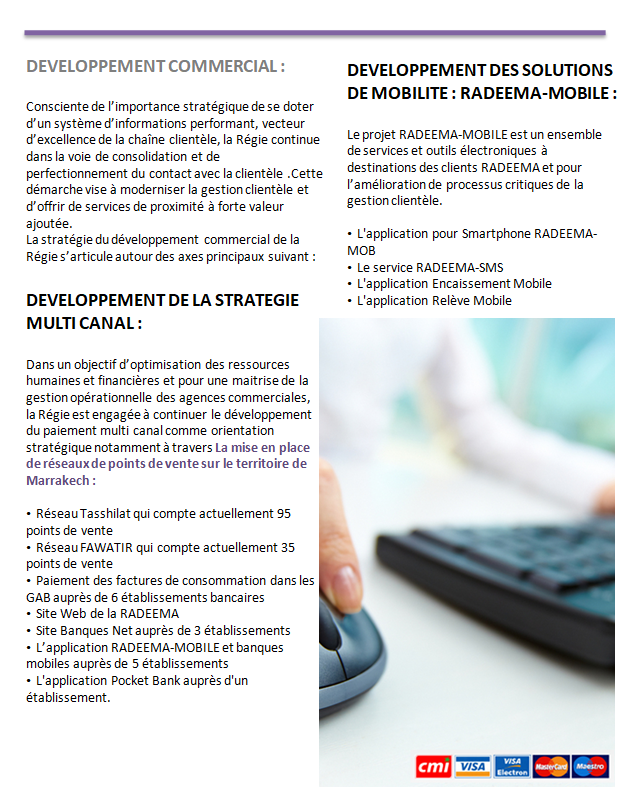 DEVELOPPEMENT COMMERCIAL :
Consciente de l’importance stratégique de se doter
d’un système d’informations performant, vecteur
d’excellence de la chaîne clientèle, la Régie continue
dans la voie de consolidation et de
perfectionnement du contact avec la clientèle .Cette
démarche vise à moderniser la gestion clientèle et
d’offrir de services de proximité à forte valeur
ajoutée.
La stratégie du développement commercial de la
Régie s’articule autour des axes principaux suivant :
DEVELOPPEMENT DE LA STRATEGIE
MULTI CANAL :
Dans un objectif d’optimisation des ressources
humaines et financières et pour une maitrise de la
gestion opérationnelle des agences commerciales,
la Régie est engagée à continuer le développement
du paiement multi canal comme orientation
stratégique notamment à travers La mise en place
de réseaux de points de vente sur le territoire de
Marrakech :
• Réseau Tasshilat qui compte actuellement 95
points de vente
• Réseau FAWATIR qui compte actuellement 35
points de vente
• Paiement des factures de consommation dans les
GAB auprès de 6 établissements bancaires
• Site Web de la RADEEMA
• Site Banques Net auprès de 3 établissements
• L’application RADEEMA-MOBILE et banques
mobiles auprès de 5 établissements
• L'application Pocket Bank auprès d'un
établissement.
DEVELOPPEMENT DES SOLUTIONS
DE MOBILITE : RADEEMA-MOBILE :
Le projet RADEEMA-MOBILE est un ensemble
de services et outils électroniques à
destinations des clients RADEEMA et pour
l’amélioration de processus critiques de la
gestion clientèle.
• L'application pour Smartphone RADEEMA-
MOB
• Le service RADEEMA-SMS
• L'application Encaissement Mobile
• L'application Relève Mobile
cmi VISA VISA Electron MasterCard Maestro